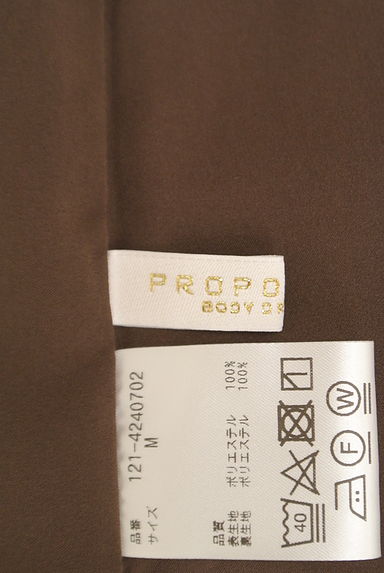 PROPO
BODY DR
品番 121-4240702
サイズ M
品質
表生地 ポリエステル 100%
裏生地 ポリエステル 100%
40
F
W